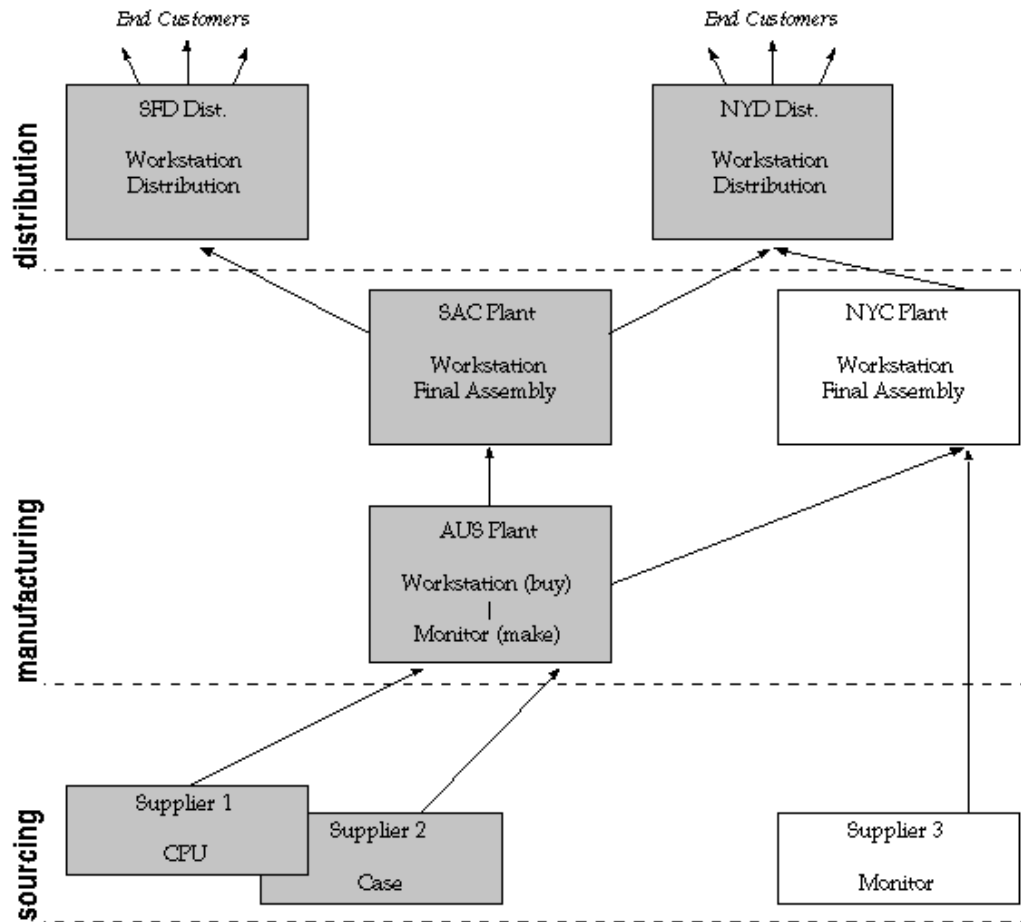 End Customers
End Customers
SFD Dist.
Workstation
Distribution
NYD Dist.
Workstation
Distribution
distribution
SAC Plant
Workstation
Final Assembly
NYC Plant
Workstation
Final Assembly
AUS Plant
Workstation (buy)
Monitor (make)
manufacturing
Supplier 1
CPU
Supplier 2
Case
Supplier 3
Monitor
sourcing